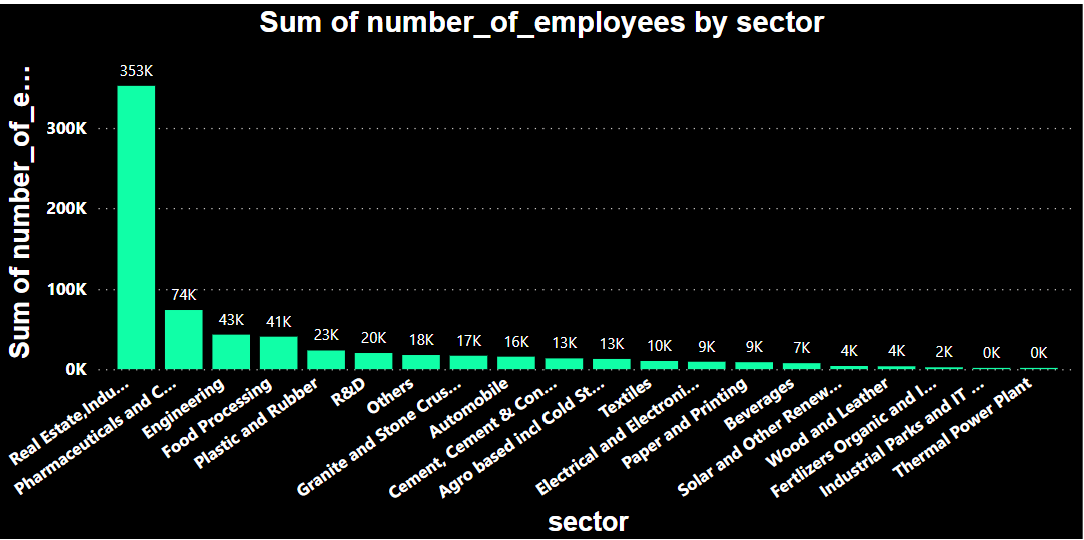 Sum of number_of_employees by sector
Sum of number_of_e...
300K
200K
100K
0K
353K
74K
43K
41K
23K
20K
18K
17K
16K
13K
13K
10K
9K
9K
7K
4K
4K
2K
0K
0K
Real Estate,Indu...
Pharmaceuticals and C...
Engineering
Food Processing
Plastic and Rubber
R&D
Others
Granite and Stone Crus...
Automobile
Cement, Cement & Con...
Agro based incl Cold St...
Textiles
Electrical and Electroni...
Paper and Printing
Beverages
Solar and Other Renew...
Wood and Leather
Fertlizers Organic and I...
Industrial Parks and IT ...
Thermal Power Plant
sector